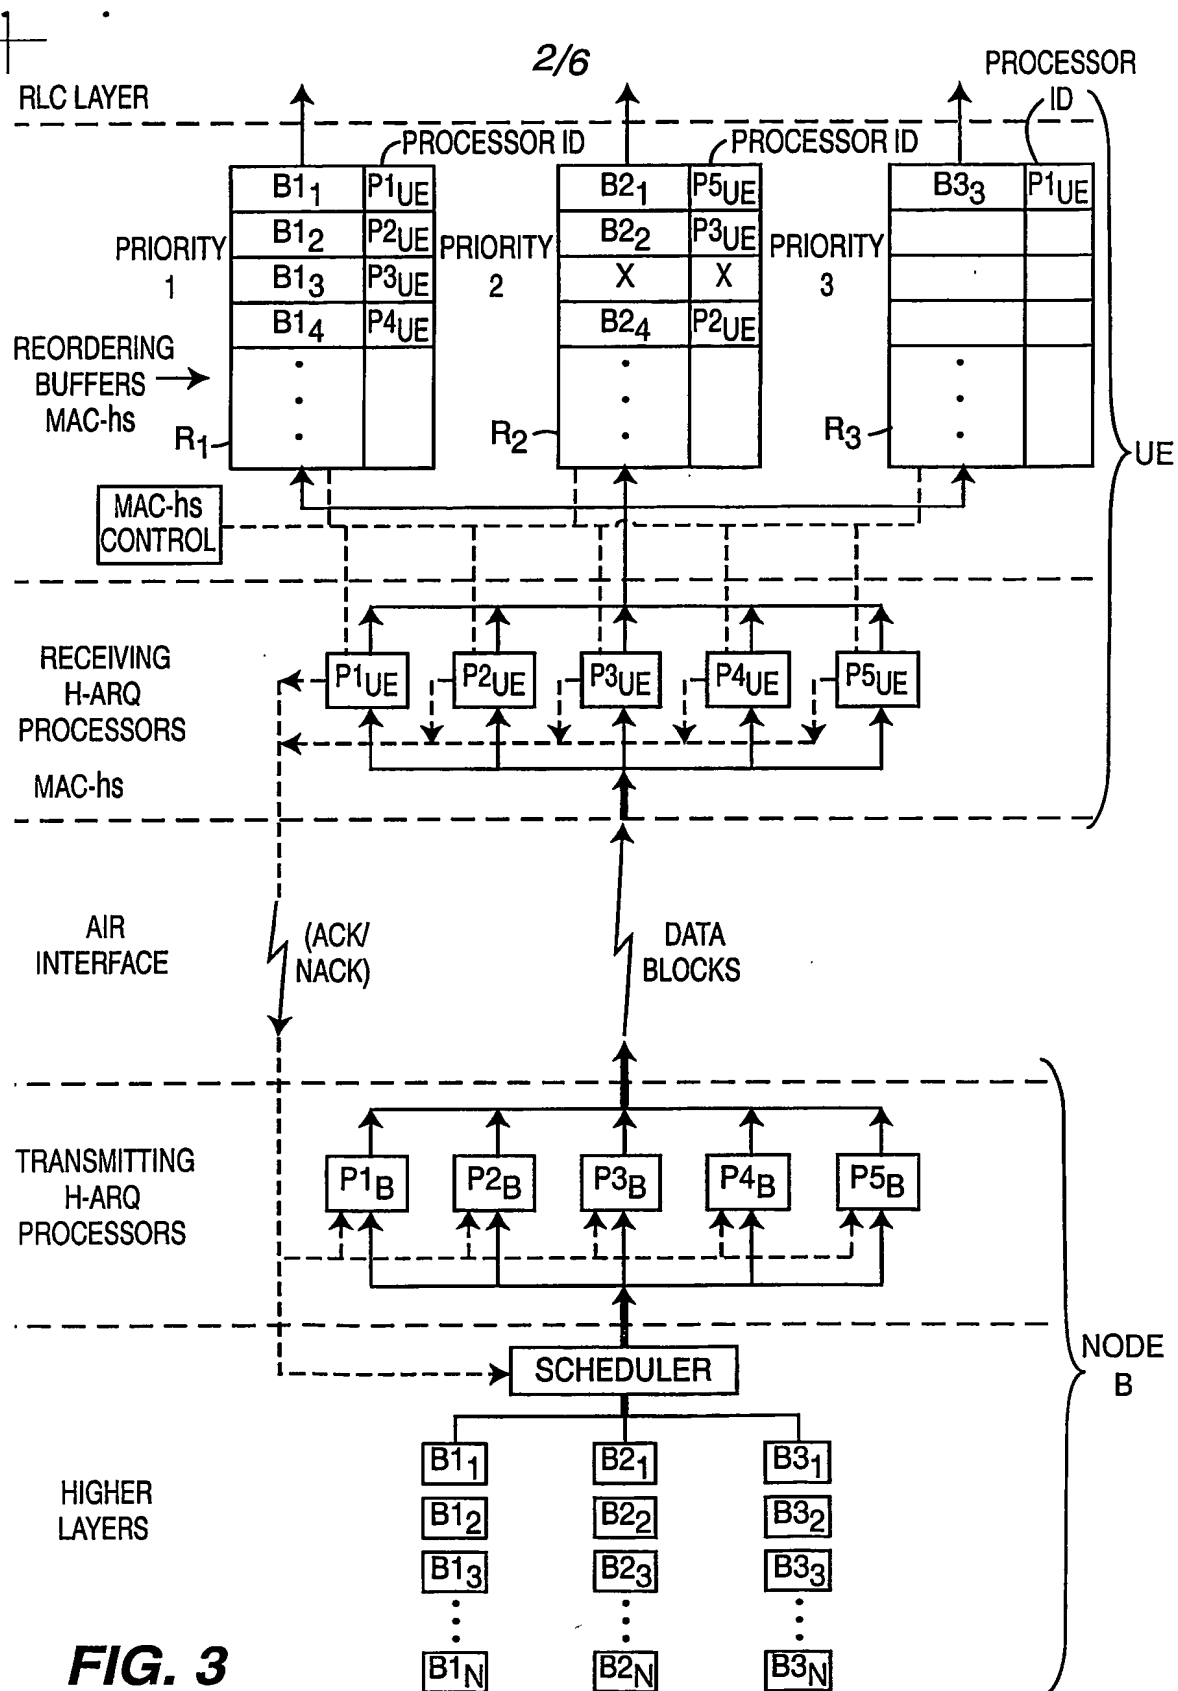 2/6
PROCESSOR
ID
RLC LAYER
PROCESSOR ID
PROCESSOR ID
B1₁ P1UE
B1₂ P2UE
B1₃ P3UE
B1₄ P4UE
PRIORITY
1
B2₁ P5UE
B2₂ P3UE
X X
B2₄ P2UE
PRIORITY
2
B3₃ P1UE
PRIORITY
3
REORDERING
BUFFERS
MAC-hs
R₁
R₂
R₃
UE
MAC-hs
CONTROL
RECEIVING
H-ARQ
PROCESSORS
MAC-hs
P1UE P2UE P3UE P4UE P5UE
AIR
INTERFACE
(ACK/
NACK)
DATA
BLOCKS
TRANSMITTING
H-ARQ
PROCESSORS
P1B P2B P3B P4B P5B
SCHEDULER
NODE
B
HIGHER
LAYERS
B1₁ B2₁ B3₁
B1₂ B2₂ B3₂
B1₃ B2₃ B3₃
B1N B2N B3N
FIG. 3